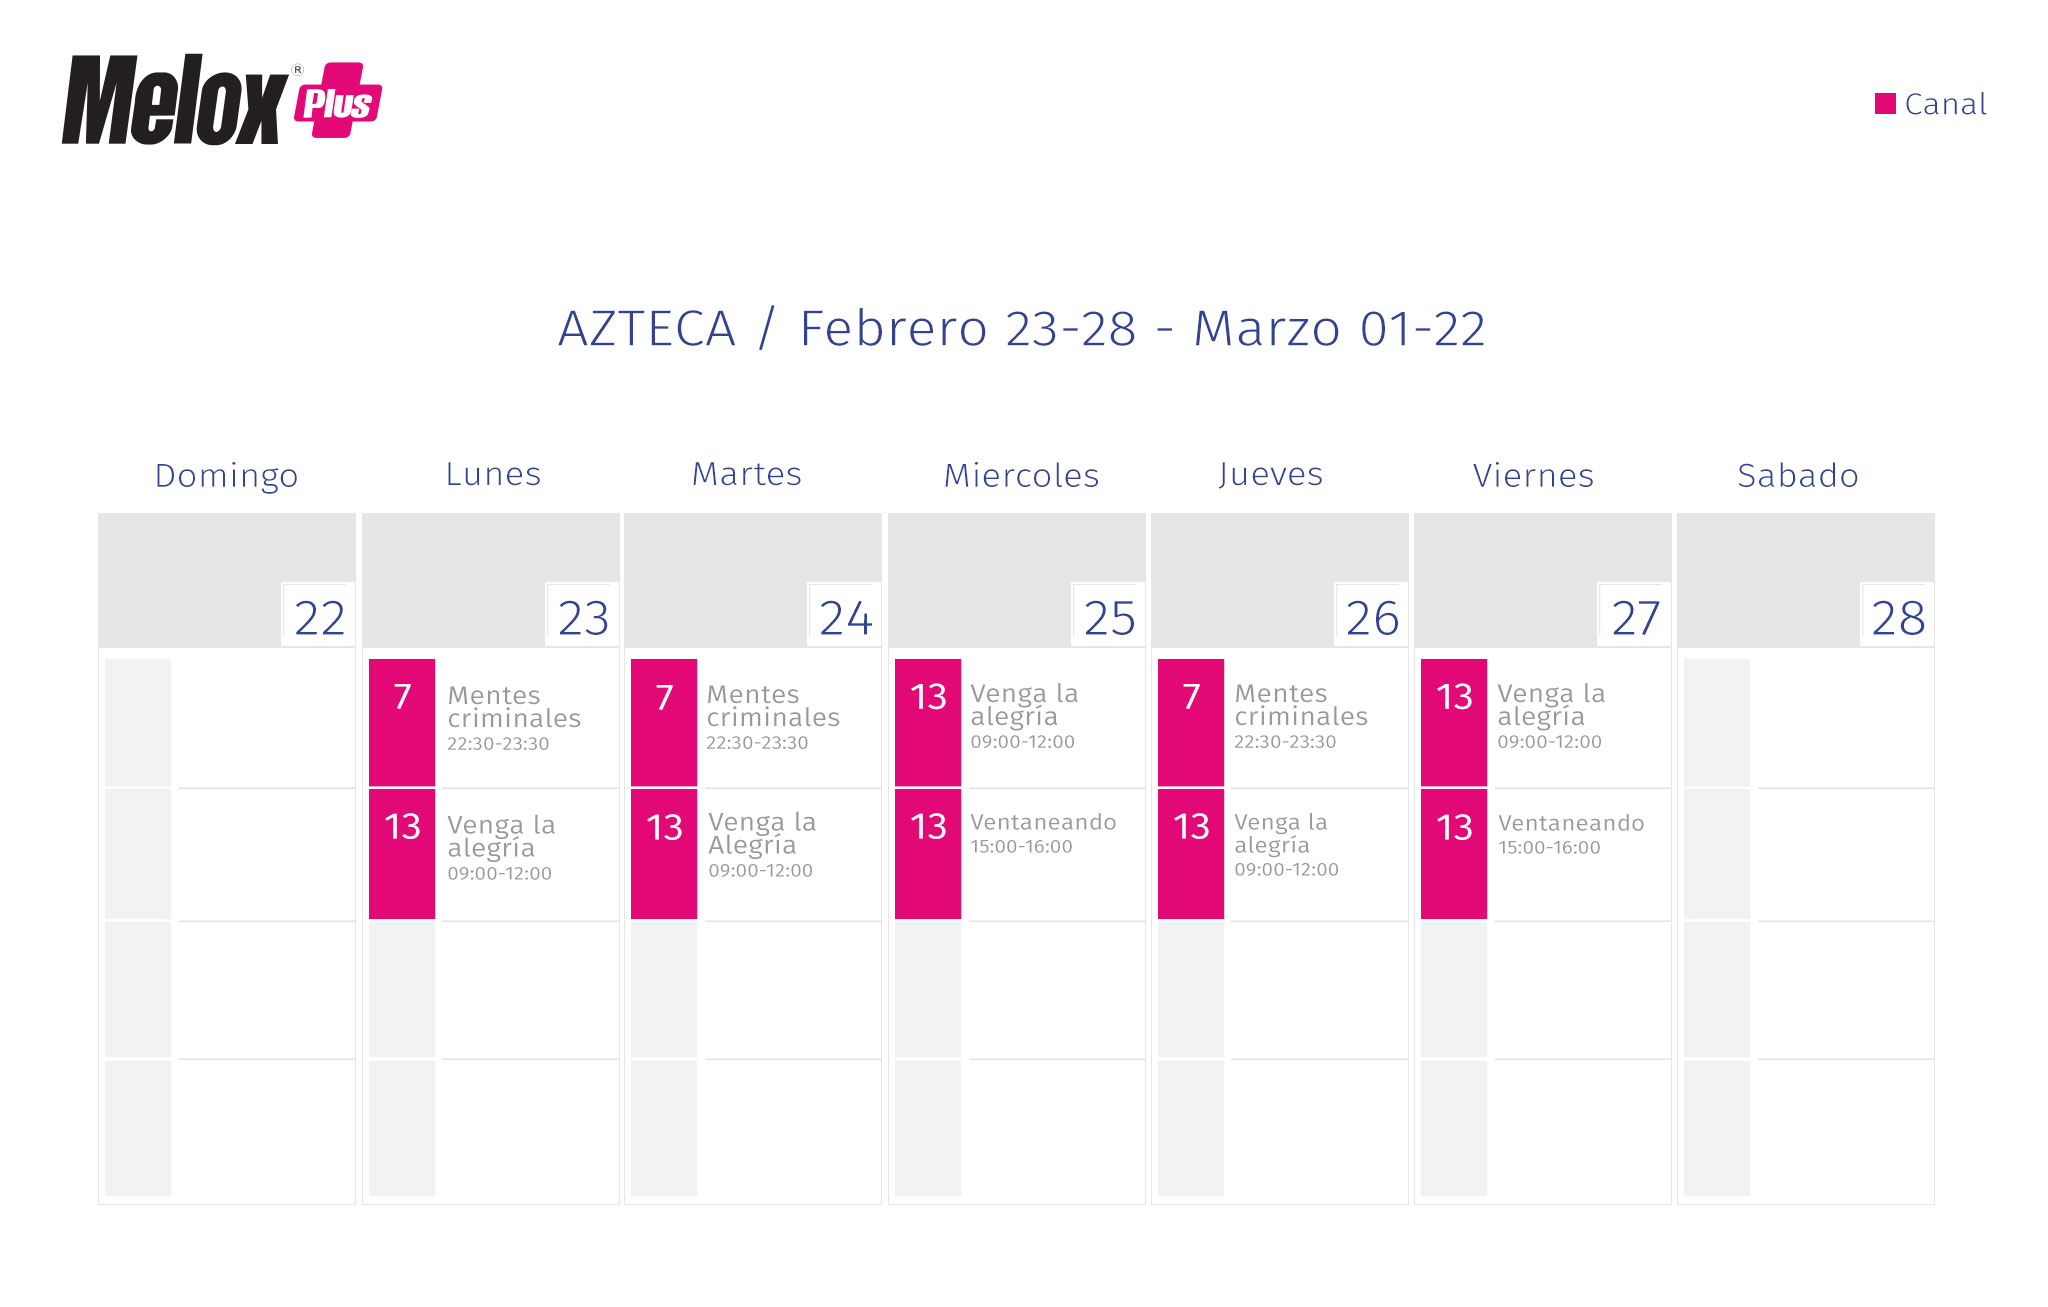 Melox® Plus
Canal
AZTECA / Febrero 23-28 - Marzo 01-22
Domingo
Lunes
Martes
Miercoles
Jueves
Viernes
Sabado
22
23
24
25
26
27
28
7
Mentes
criminales
22:30-23:30
7
Mentes
criminales
22:30-23:30
13
Venga la
alegría
09:00-12:00
7
Mentes
criminales
22:30-23:30
13
Venga la
alegría
09:00-12:00
13
Venga la
alegría
09:00-12:00
13
Venga la
Alegría
09:00-12:00
13
Ventaneando
15:00-16:00
13
Venga la
alegría
09:00-12:00
13
Ventaneando
15:00-16:00